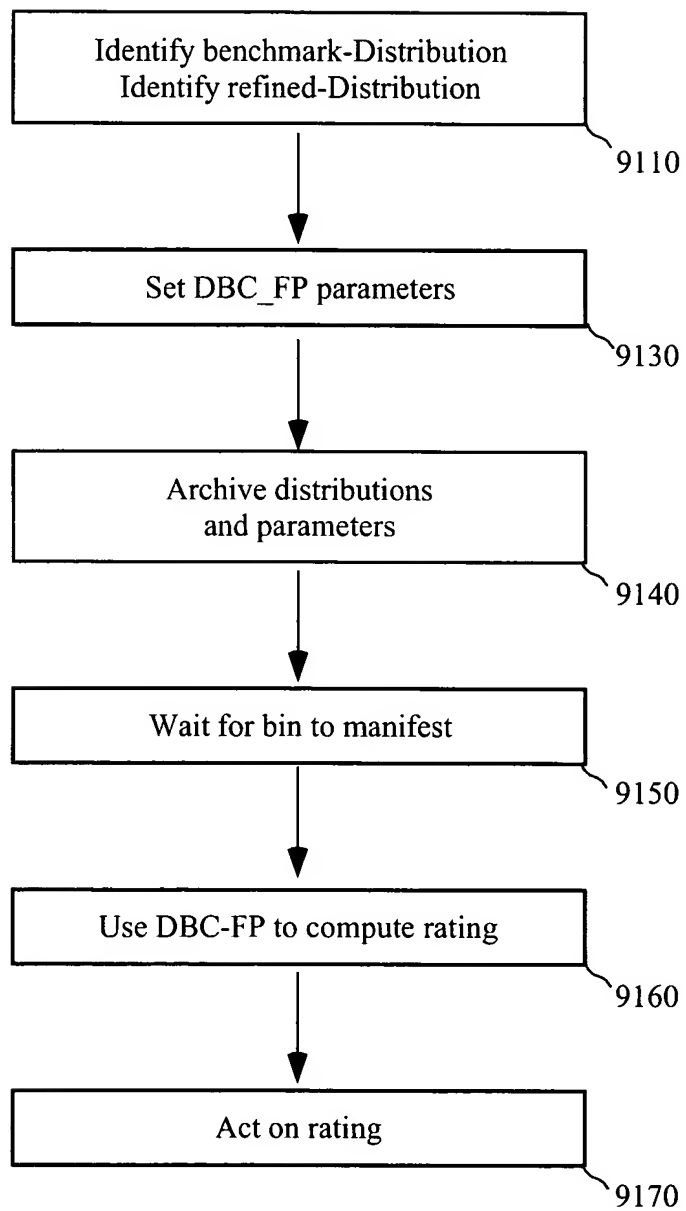 Identify benchmark-Distribution
Identify refined-Distribution
9110
Set DBC_FP parameters
9130
Archive distributions
and parameters
9140
Wait for bin to manifest
9150
Use DBC-FP to compute rating
9160
Act on rating
9170